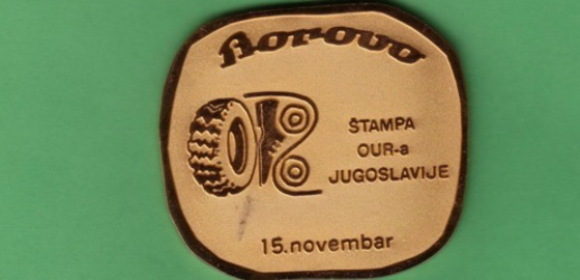 Borovo
ŠTAMPA
OUR-a
JUGOSLAVIJE
15.novembar